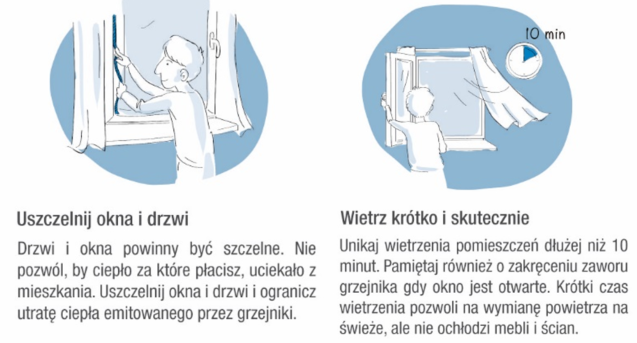 10 min
Uszczelnij okna i drzwi
Drzwi i okna powinny być szczelne. Nie
pozwól, by ciepło za które płacisz, uciekało z
mieszkania. Uszczelnij okna i drzwi i ogranicz
utratę ciepła emitowanego przez grzejniki.
Wietrz krótko i skutecznie
Unikaj wietrzenia pomieszczeń dłużej niż 10
minut. Pamiętaj również o zakręceniu zaworu
grzejnika gdy okno jest otwarte. Krótki czas
wietrzenia pozwoli na wymianę powietrza na
świeże, ale nie ochłodzi mebli i ścian.